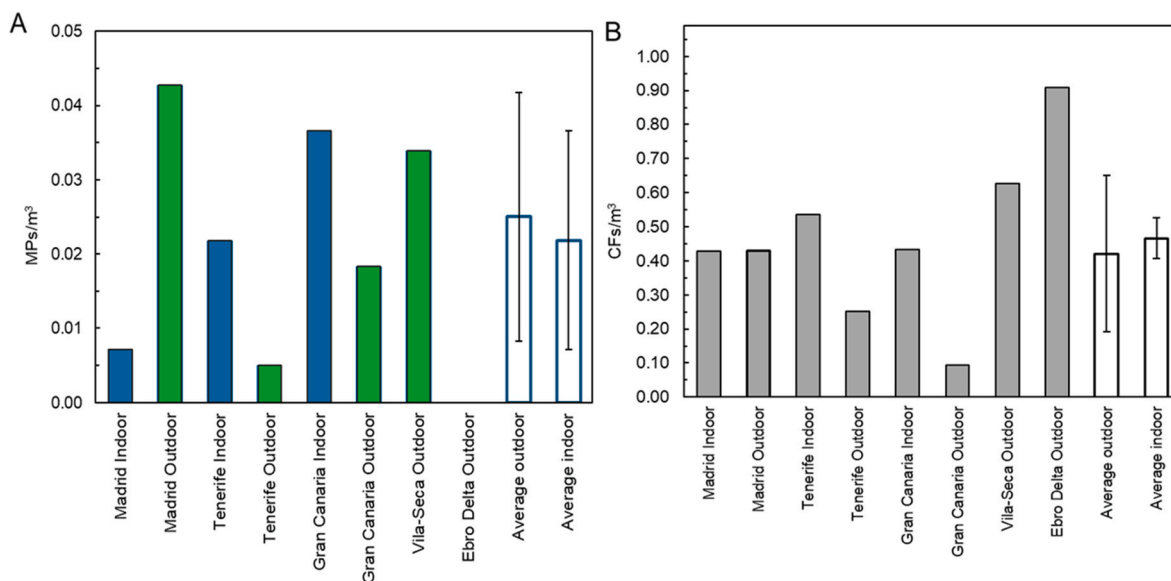 A
0.05
0.04
0.03
0.02
0.01
0.00
MPs/m³
Madrid Indoor
Madrid Outdoor
Tenerife Indoor
Tenerife Outdoor
Gran Canaria Indoor
Gran Canaria Outdoor
Vila-Seca Outdoor
Ebro Delta Outdoor
Average outdoor
Average indoor
B
1.00
0.90
0.80
0.70
0.60
0.50
0.40
0.30
0.20
0.10
0.00
CFs/m³
Madrid Indoor
Madrid Outdoor
Tenerife Indoor
Tenerife Outdoor
Gran Canaria Indoor
Gran Canaria Outdoor
Vila-Seca Outdoor
Ebro Delta Outdoor
Average outdoor
Average indoor